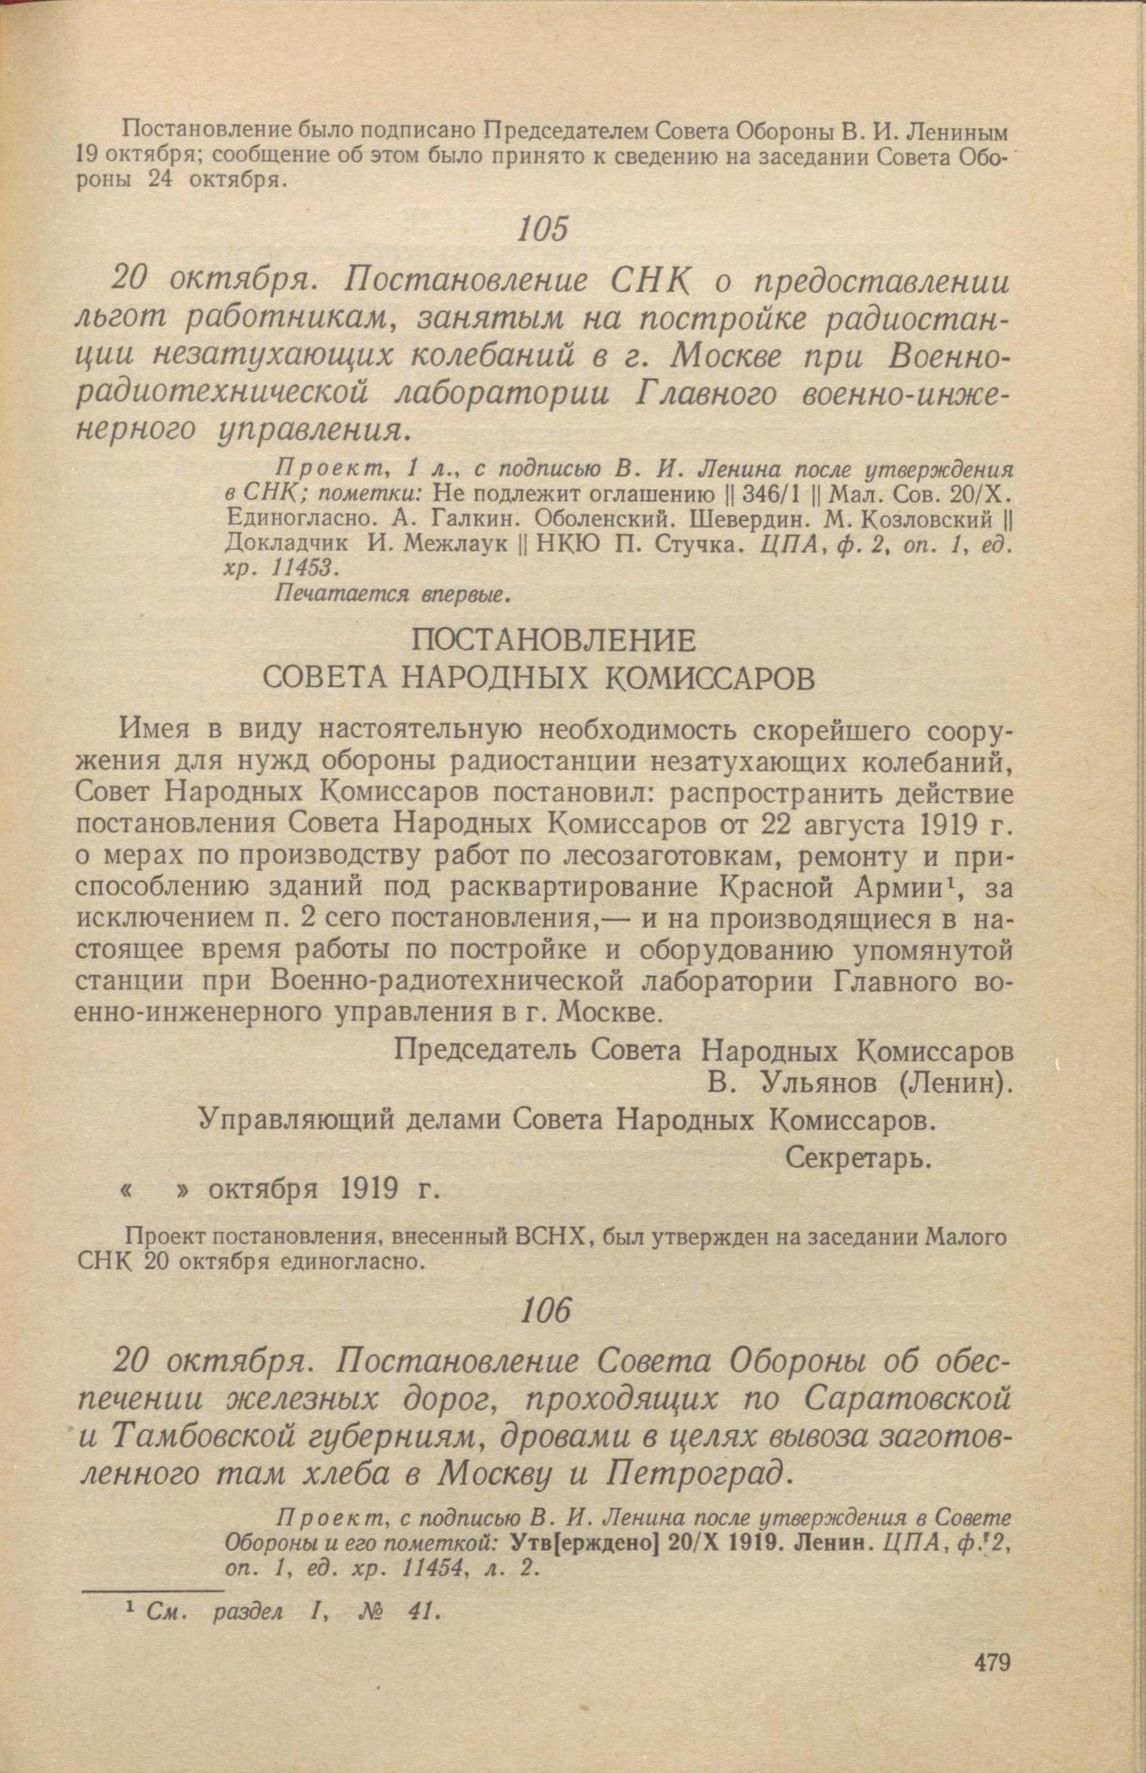 Постановление было подписано Председателем Совета Обороны В. И. Лениным
19 октября; сообщение об этом было принято к сведению на заседании Совета Обо-
роны 24 октября.
105
20 октября. Постановление СНК о предоставлении
льгот работникам, занятым на постройке радиостан-
ции незатухающих колебаний в г. Москве при Военно-
радиотехнической лаборатории Главного военно-инже-
нерного управления.
Проект, 1 л., с подписью В. И. Ленина после утверждения
в СНК; пометки: Не подлежит оглашению || 346/1 || Мал. Сов. 20/X.
Единогласно. А. Галкин. Оболенский. Шевердин. М. Козловский ||
Докладчик И. Межлаук || НКЮ П. Стучка. ЦПА, ф. 2, оп. 1, ед.
хр. 11453.
Печатается впервые.
ПОСТАНОВЛЕНИЕ
СОВЕТА НАРОДНЫХ КОМИССАРОВ
Имея в виду настоятельную необходимость скорейшего соору-
жения для нужд обороны радиостанции незатухающих колебаний,
Совет Народных Комиссаров постановил: распространить действие
постановления Совета Народных Комиссаров от 22 августа 1919 г.
о мерах по производству работ по лесозаготовкам, ремонту и при-
способлению зданий под расквартирование Красной Армии¹, за
исключением п. 2 сего постановления,— и на производящиеся в на-
стоящее время работы по постройке и оборудованию упомянутой
станции при Военно-радиотехнической лаборатории Главного во-
енно-инженерного управления в г. Москве.
Председатель Совета Народных Комиссаров
В. Ульянов (Ленин).
Управляющий делами Совета Народных Комиссаров.
Секретарь.
« » октября 1919 г.
Проект постановления, внесенный ВСНХ, был утвержден на заседании Малого
СНК 20 октября единогласно.
106
20 октября. Постановление Совета Обороны об обес-
печении железных дорог, проходящих по Саратовской
и Тамбовской губерниям, дровами в целях вывоза заготов-
ленного там хлеба в Москву и Петроград.
Проект, с подписью В. И. Ленина после утверждения в Совете
Обороны и его пометкой: Утв[ерждено] 20/X 1919. Ленин. ЦПА, ф. 2,
оп. 1, ед. хр. 11454, л. 2.
¹ См. раздел I, № 41.
479